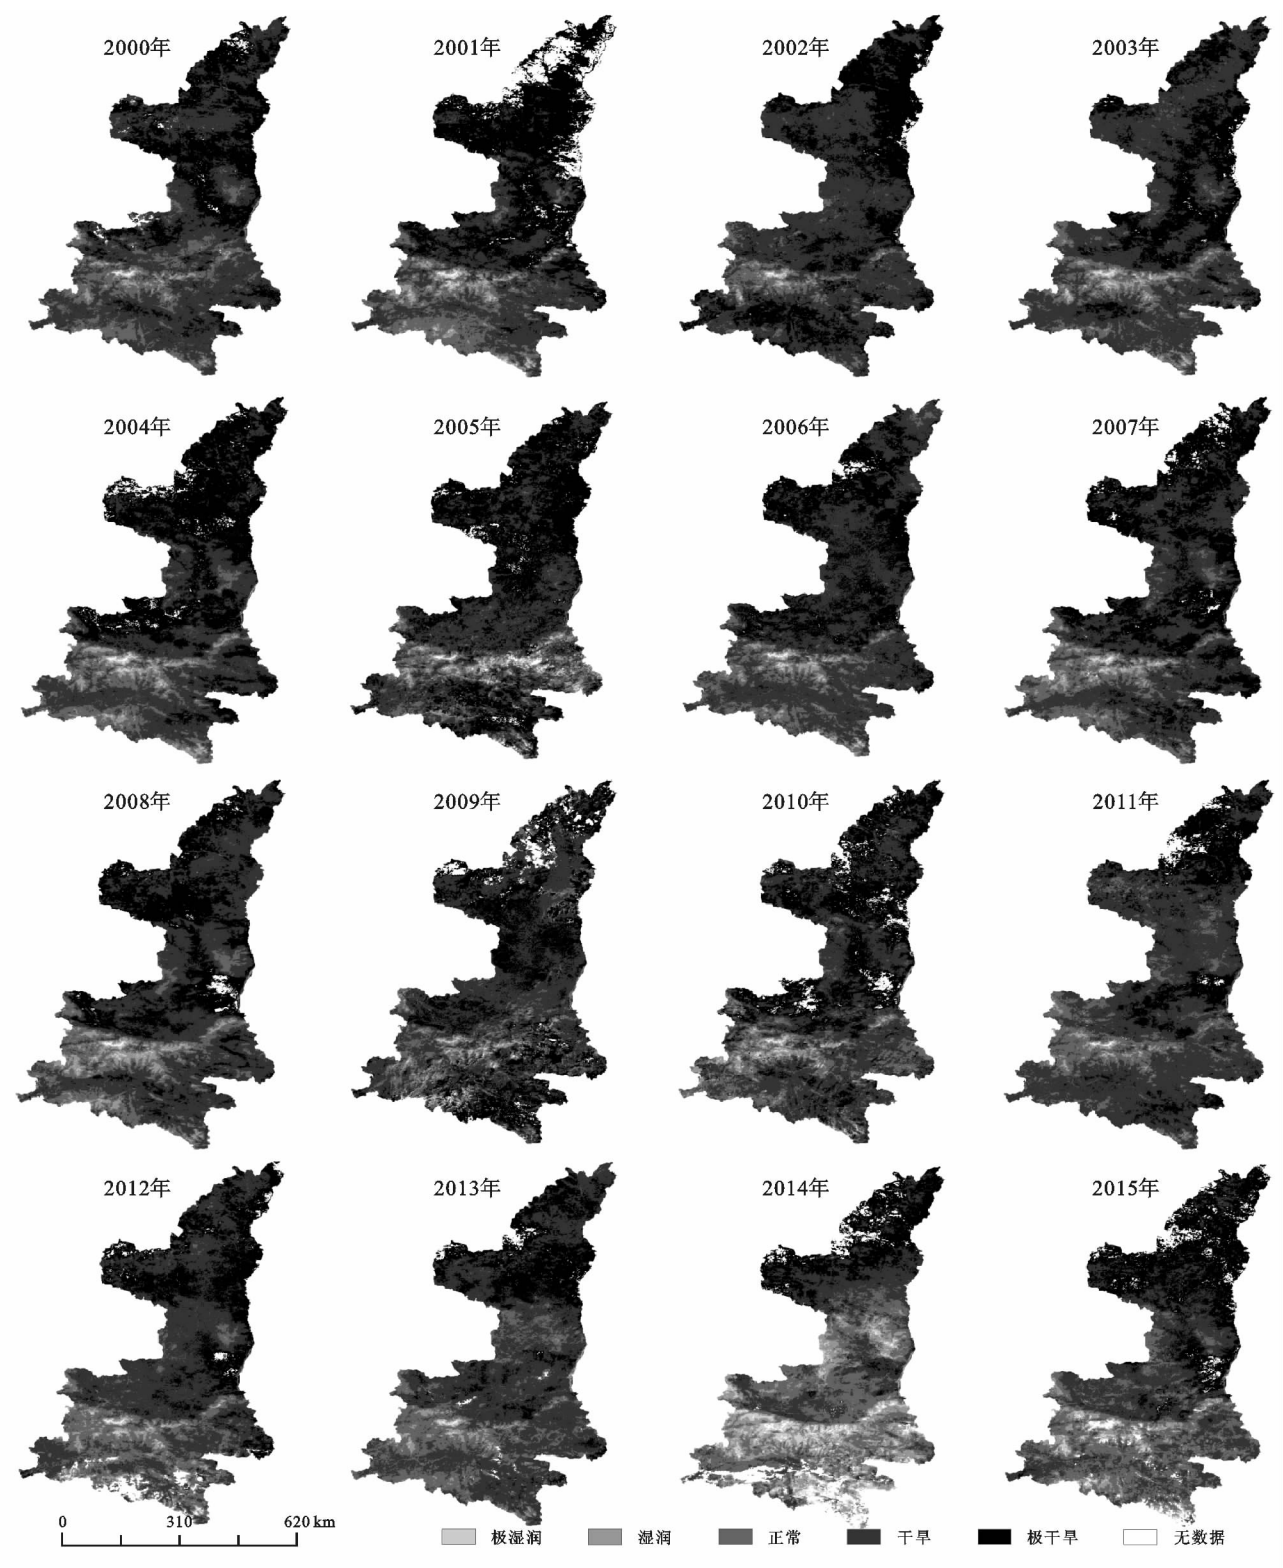 2000年 2001年 2002年 2003年
2004年 2005年 2006年 2007年
2008年 2009年 2010年 2011年
2012年 2013年 2014年 2015年
0 310 620 km
极湿润 湿润 正常 干旱 极干旱 无数据